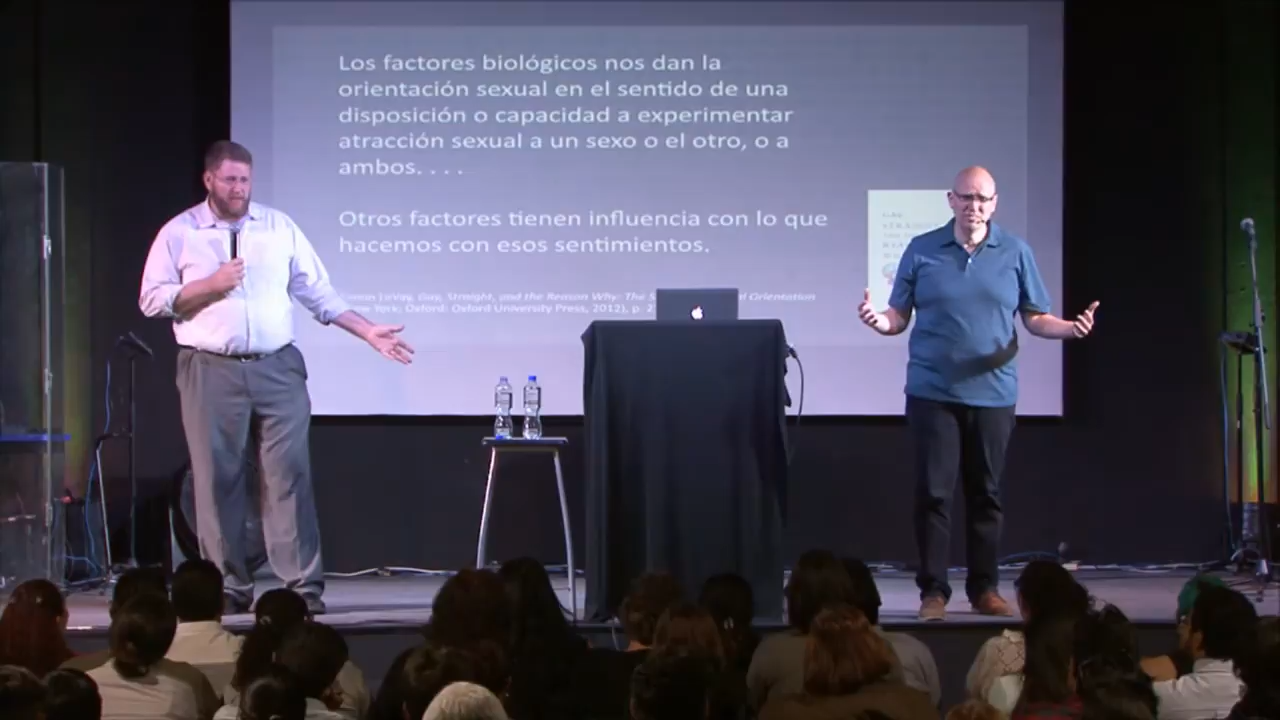 Los factores biológicos nos dan la
orientación sexual en el sentido de una
disposición o capacidad a experimentar
atracción sexual a un sexo o el otro, o a
ambos. . . .
Otros factores tienen influencia con lo que
hacemos con esos sentimientos.
LeVay, Gay, Straight, and the Reason Why: The Orientation
York; Oxford: Oxford University Press, 2012), p.